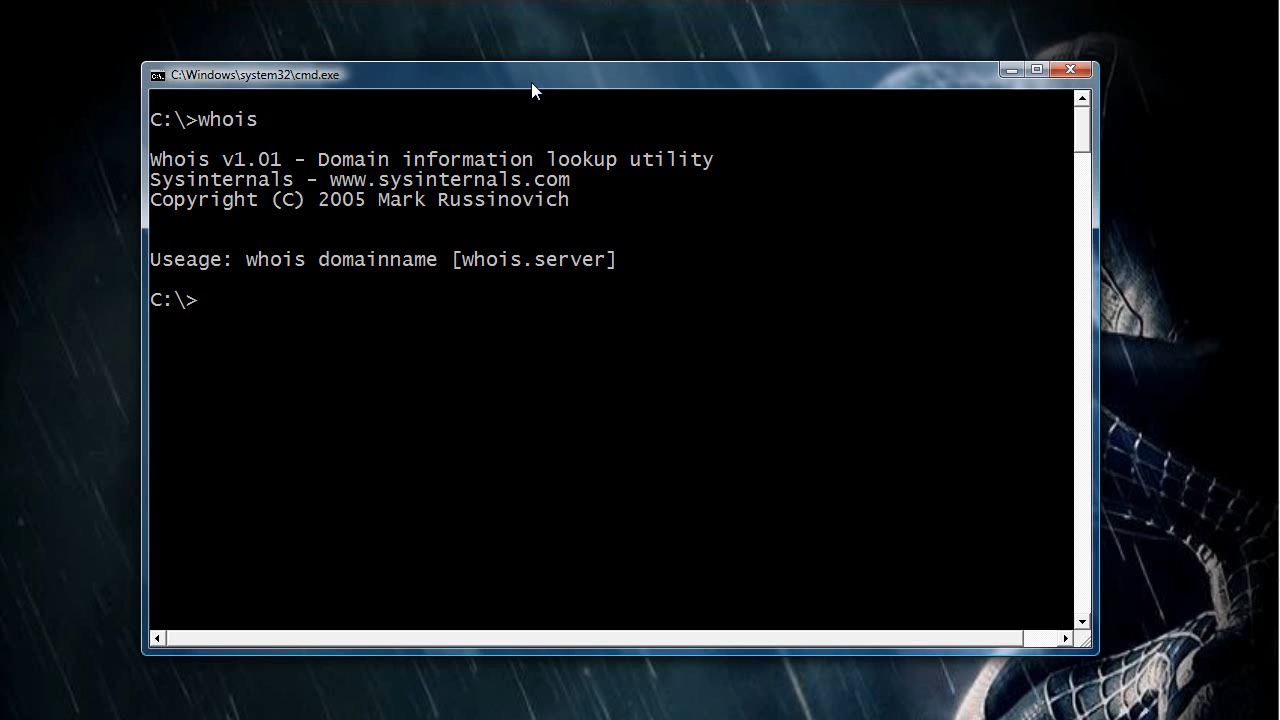 C:\Windows\system32\cmd.exe
C:\>whois
Whois v1.01 - Domain information lookup utility
Sysinternals - www.sysinternals.com
Copyright (C) 2005 Mark Russinovich
Useage: whois domainname [whois.server]
C:\>